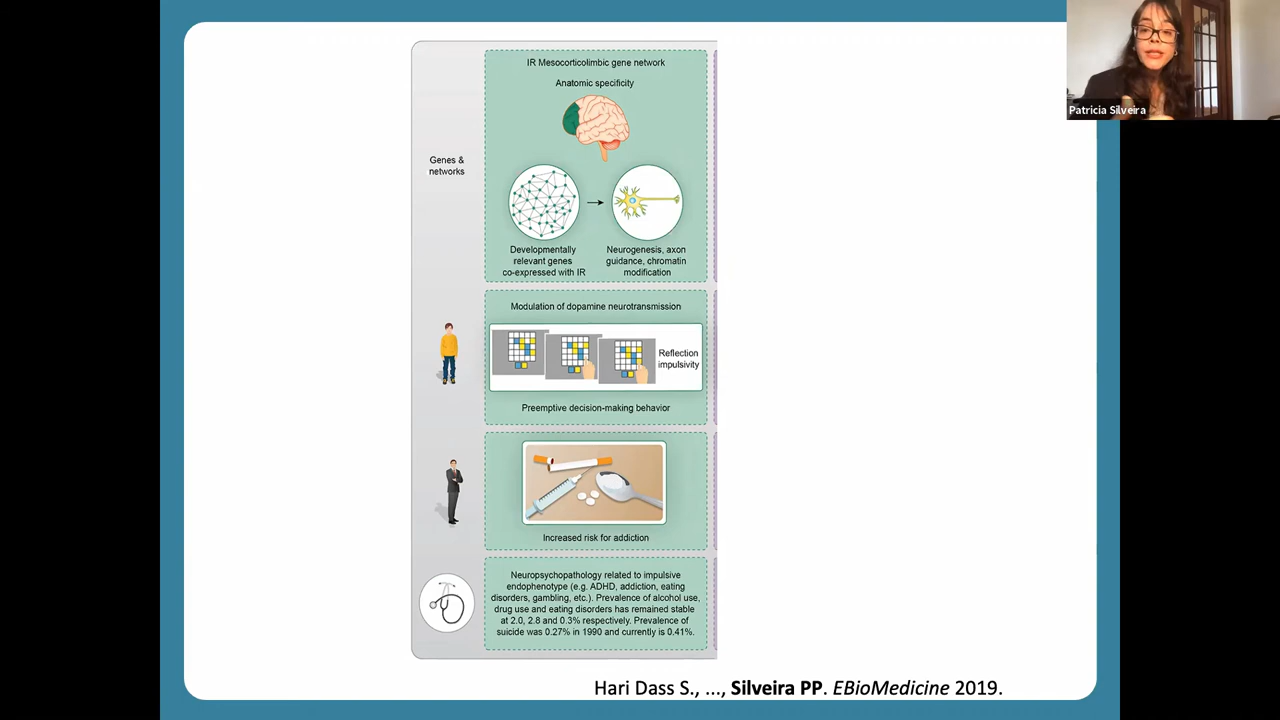 Patricia Silveira
IR Mesocorticolimbic gene network
Anatomic specificity
Genes &
networks
Developmentally
relevant genes
co-expressed with IR
Neurogenesis, axon
guidance, chromatin
modification
Modulation of dopamine neurotransmission
Reflection
impulsivity
Preemptive decision-making behavior
Increased risk for addiction
Neuropsychopathology related to impulsive
endophenotype (e.g. ADHD, addiction, eating
disorders, gambling, etc.). Prevalence of alcohol use,
drug use and eating disorders has remained stable
at 2.0, 2.8 and 0.3% respectively. Prevalence of
suicide was 0.27% in 1990 and currently is 0.41%.
Hari Dass S., ..., Silveira PP. EBioMedicine 2019.